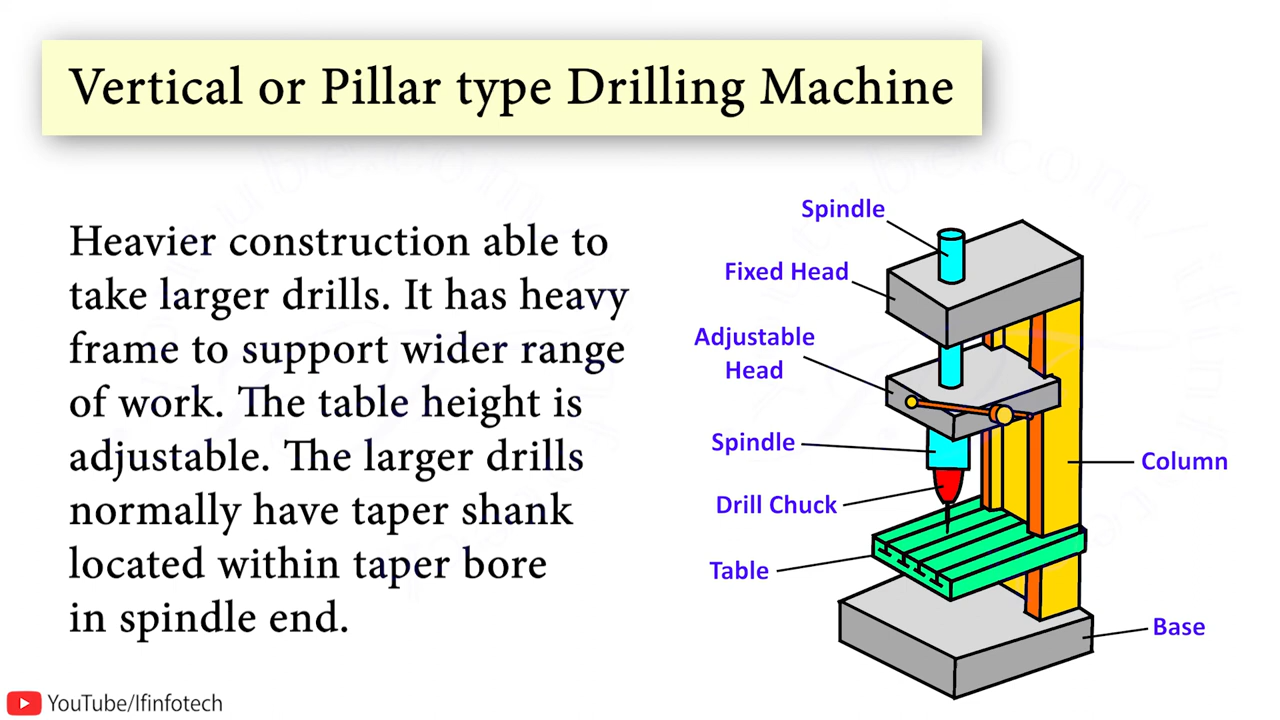 Vertical or Pillar type Drilling Machine
Heavier construction able to
take larger drills. It has heavy
frame to support wider range
of work. The table height is
adjustable. The larger drills
normally have taper shank
located within taper bore
in spindle end.
Spindle
Fixed Head
Adjustable
Head
Spindle
Drill Chuck
Table
Column
Base
YouTube/lfinfotech